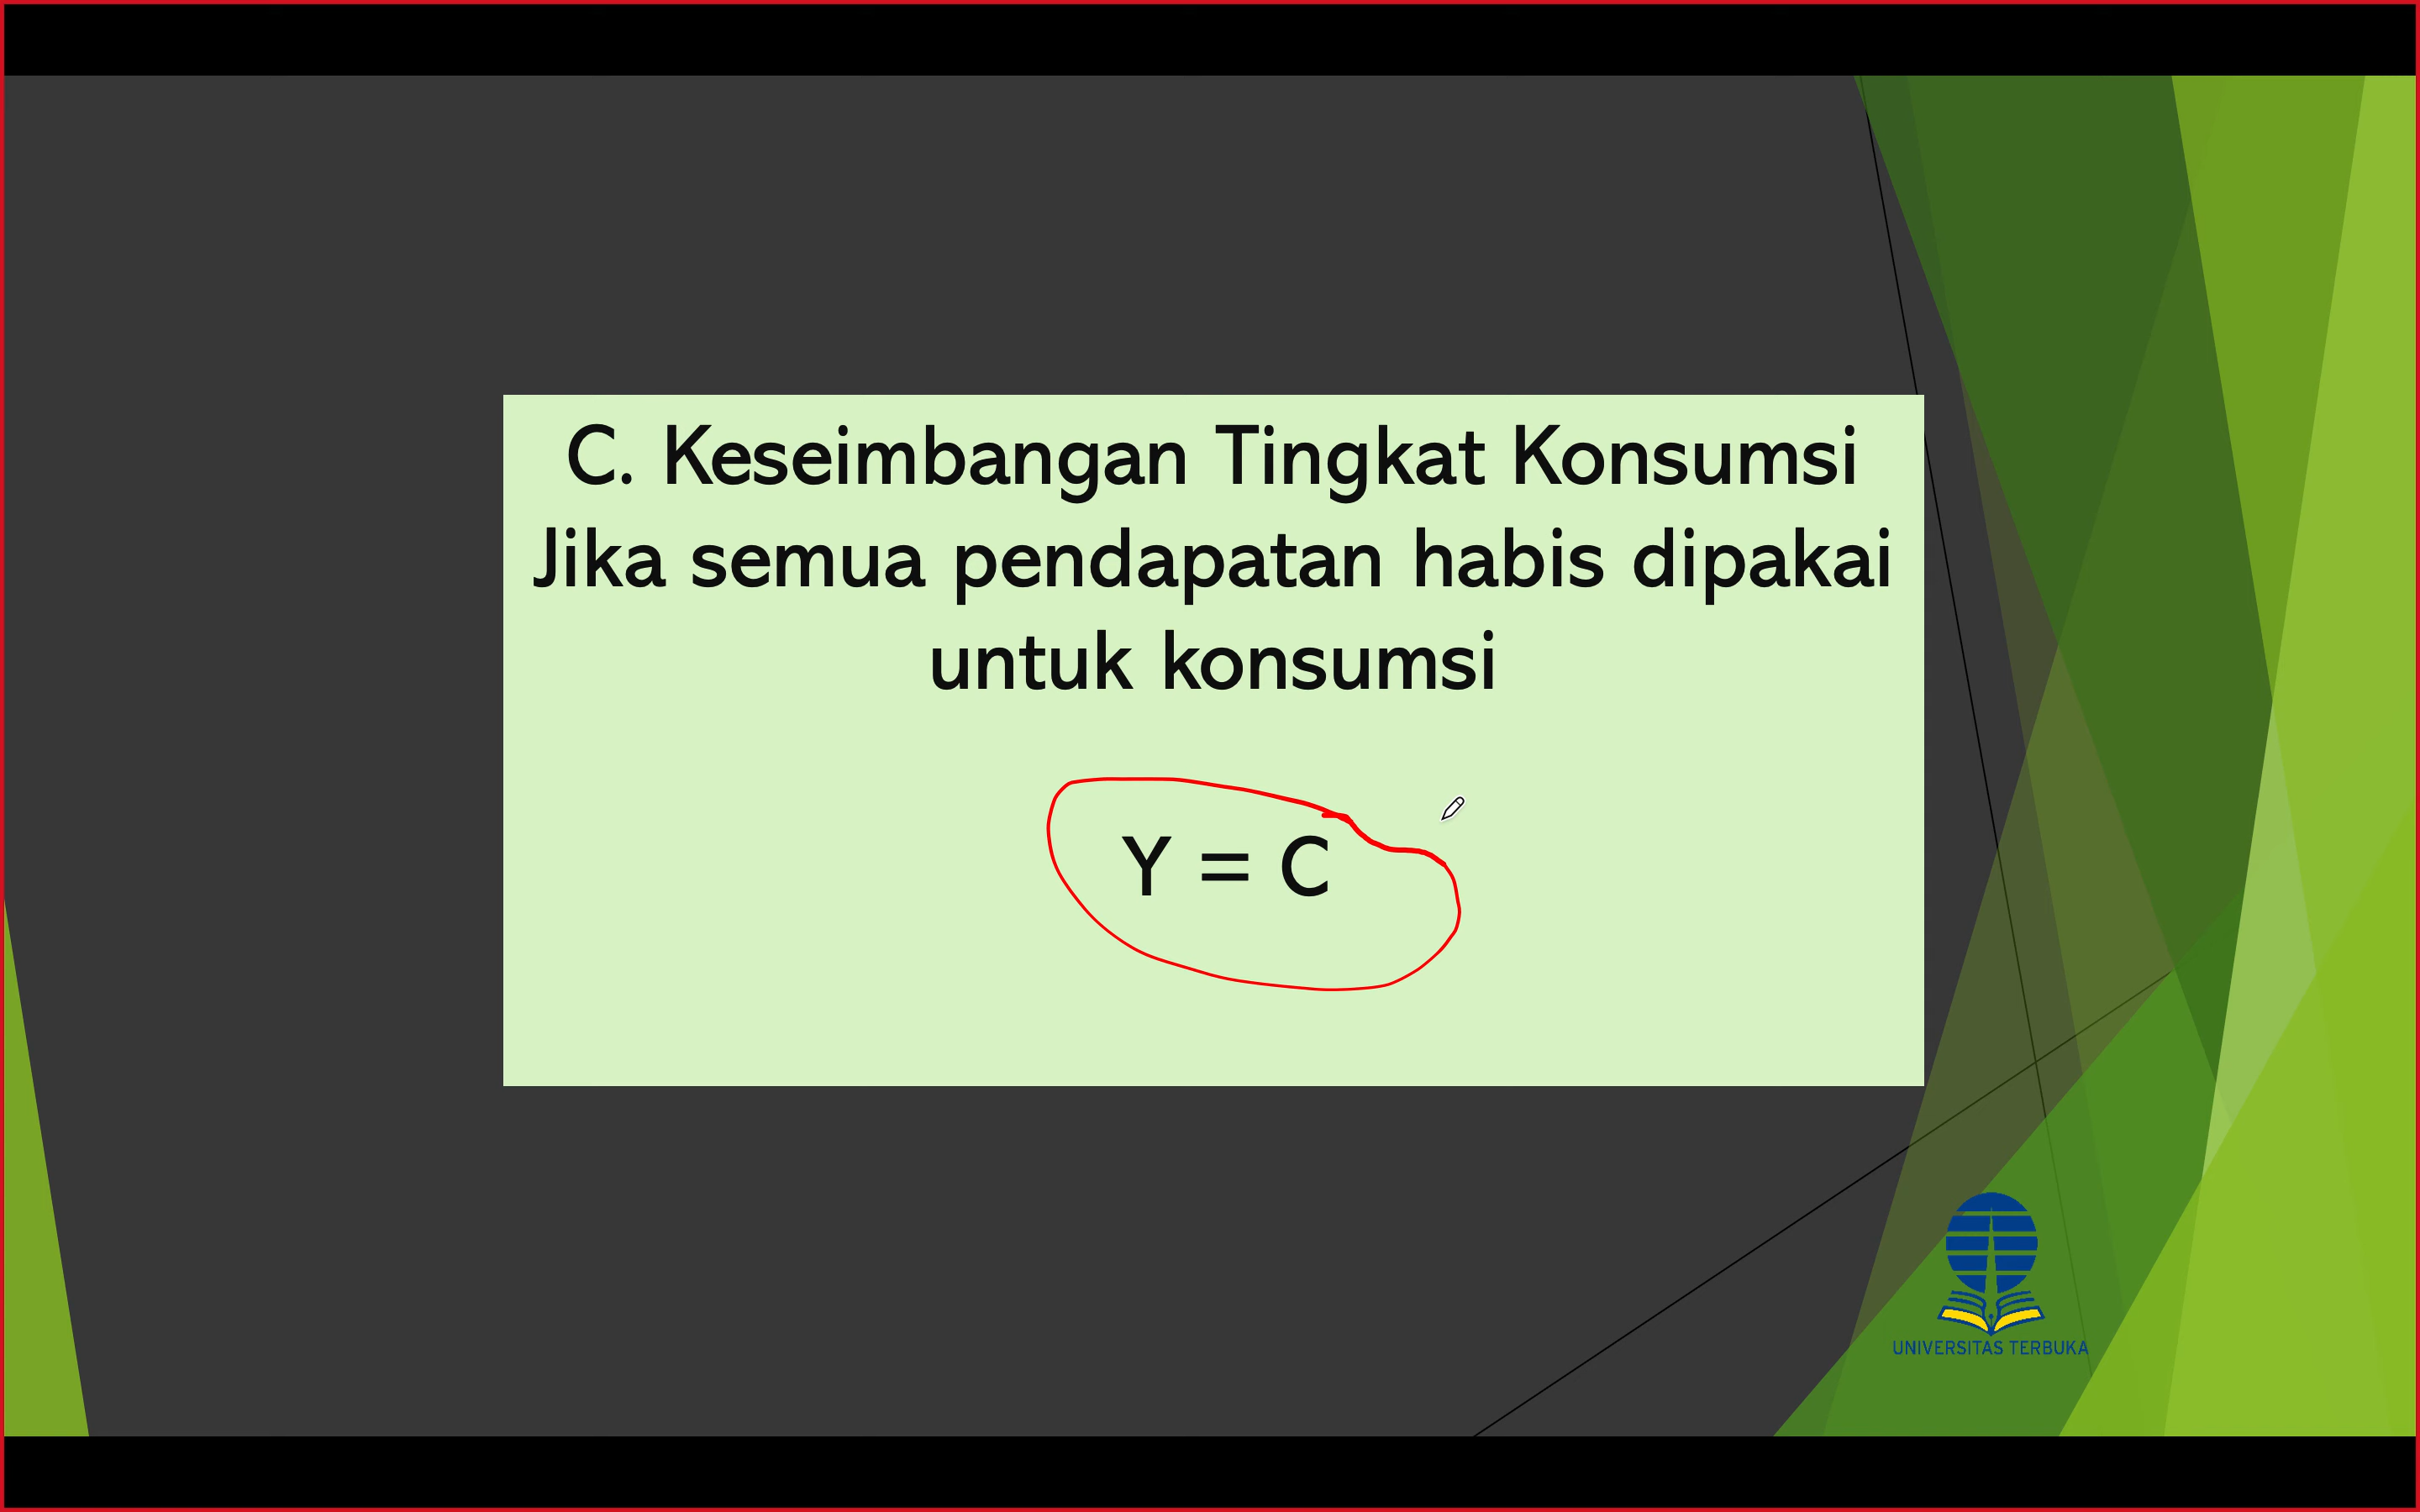 C. Keseimbangan Tingkat Konsumsi
Jika semua pendapatan habis dipakai
untuk konsumsi
Y = C
UNIVERSITAS TERBUKA